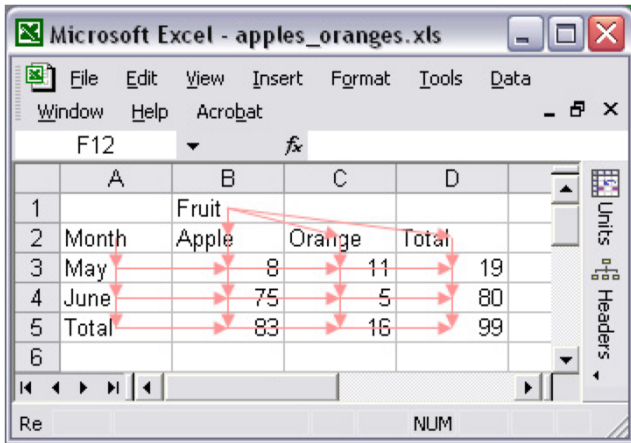 Microsoft Excel - apples_oranges.xls
File Edit View Insert Format Tools Data
Window Help Acrobat
F12 fx
A B C D
1 Fruit
2 Month Apple Orange Total
3 May 8 11 19
4 June 75 5 80
5 Total 83 16 99
6
Units
Headers
Re NUM